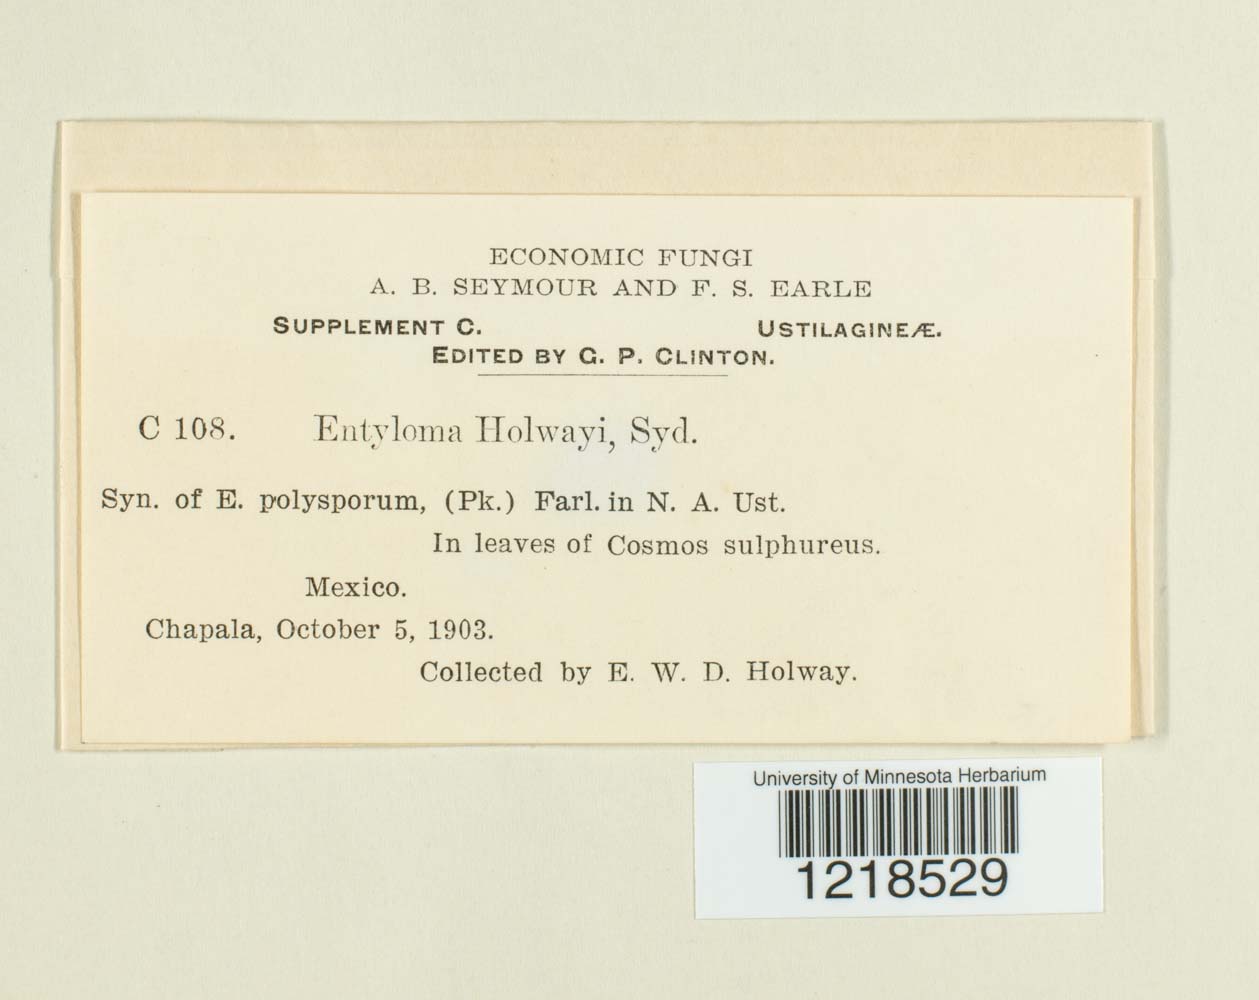 ECONOMIC FUNGI
A. B. SEYMOUR AND F. S. EARLE
SUPPLEMENT C. USTILAGINEÆ.
EDITED BY G. P. CLINTON.
C 108. Entyloma Holwayi, Syd.
Syn. of E. polysporum, (Pk.) Farl. in N. A. Ust.
In leaves of Cosmos sulphureus.
Mexico.
Chapala, October 5, 1903.
Collected by E. W. D. Holway.
University of Minnesota Herbarium
1218529